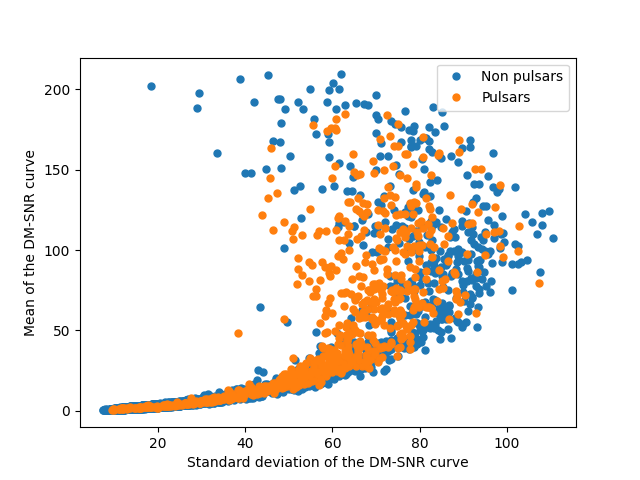 Non pulsars
Pulsars
200
150
100
50
0
Mean of the DM-SNR curve
20 40 60 80 100
Standard deviation of the DM-SNR curve